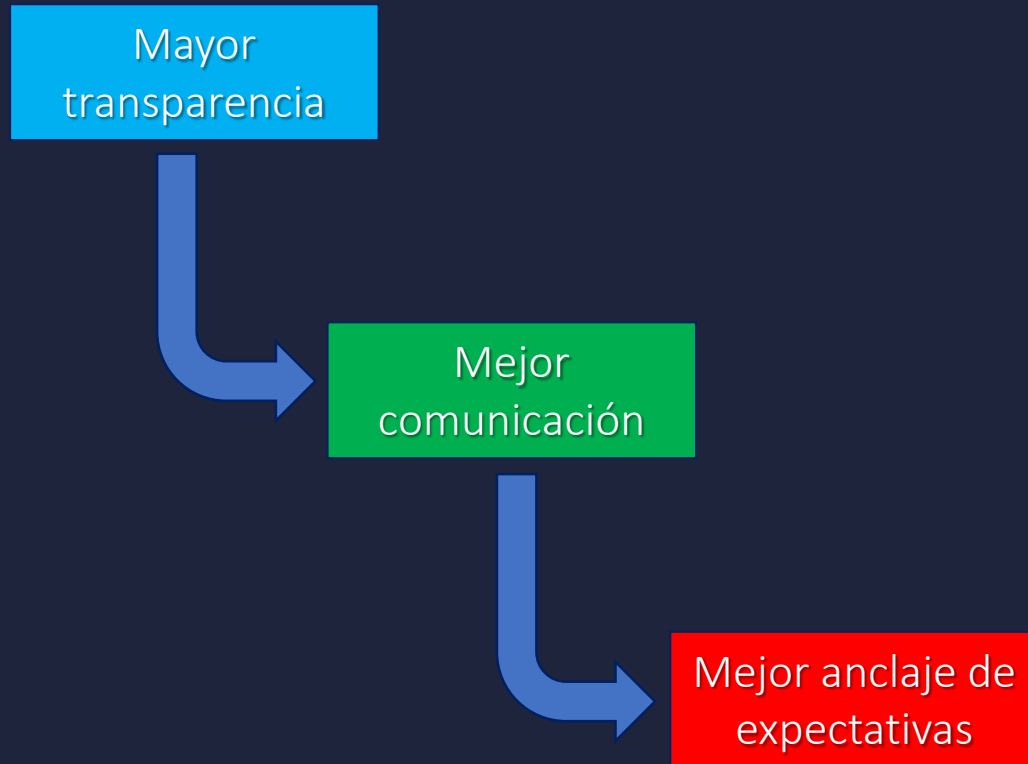 Mayor
transparencia
Mejor
comunicación
Mejor anclaje de
expectativas